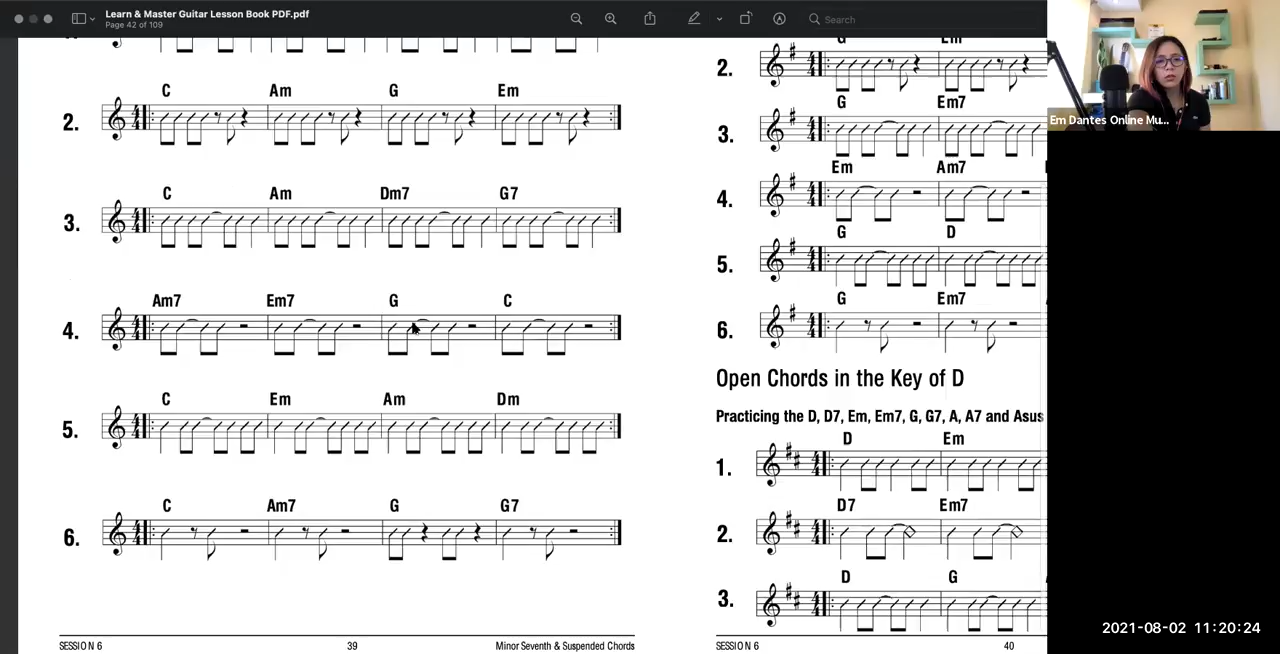 Learn & Master Guitar Lesson Book PDF.pdf
Page 42 of 109
Search
Em Dantes Online Mu...
2.
C Am G Em
3.
C Am Dm7 G7
4.
Am7 Em7 G C
5.
C Em Am Dm
6.
C Am7 G G7
SESSION 6 39 Minor Seventh & Suspended Chords
2.
3.
G Em7
4.
Em Am7
5.
G D
6.
G Em7
Open Chords in the Key of D
Practicing the D, D7, Em, Em7, G, G7, A, A7 and Asus
1.
D Em
2.
D7 Em7
3.
D G
SESSION 6 40
2021-08-02 11:20:24